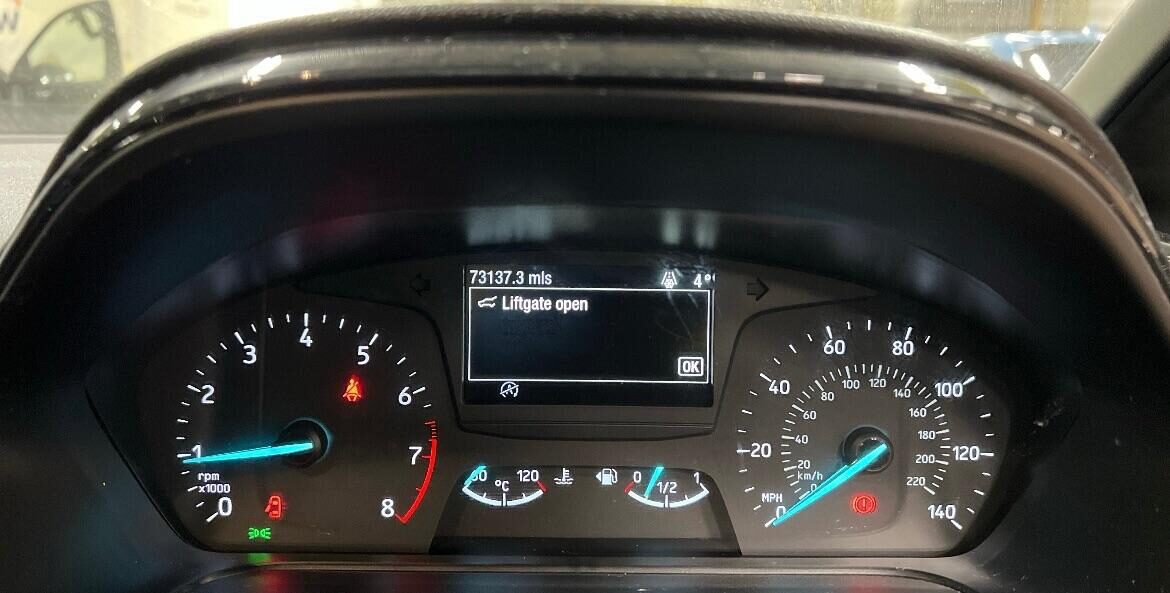 73137.3 mls 4°
Liftgate open
OK
0 1 2 3 4 5 6 7 8
rpm
x1000
60 °C 120
0 1/2 1
0 20 40 60 80 100 120 140
MPH
0 20 40 60 80 100 120 140 160 180 200 220
km/h